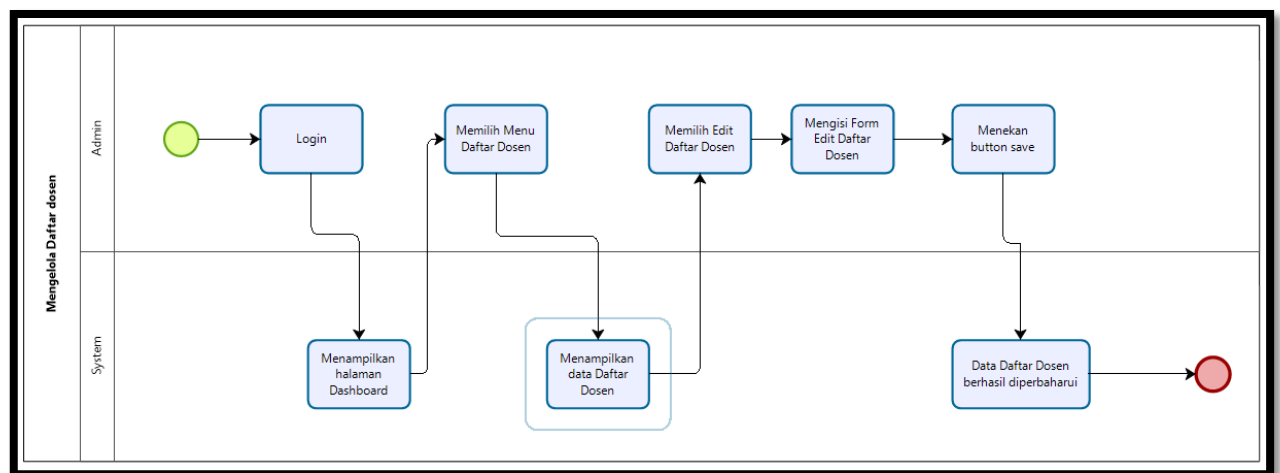 Mengelola Daftar dosen
Admin
Login
Memilih Menu
Daftar Dosen
Memilih Edit
Daftar Dosen
Mengisi Form
Edit Daftar
Dosen
Menekan
button save
System
Menampilkan
halaman
Dashboard
Menampilkan
data Daftar
Dosen
Data Daftar Dosen
berhasil diperbaharui